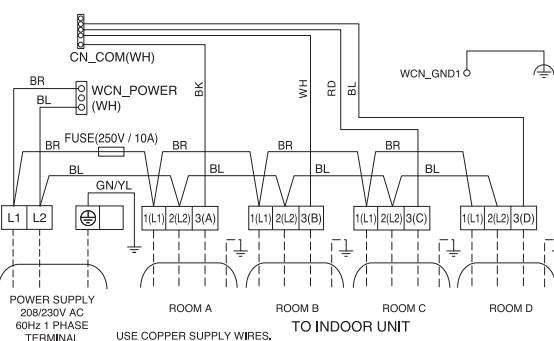 CN_COM(WH)
WCN_GND1
BR
WCN_POWER
(WH)
BL
BK
WH
RD
BL
FUSE(250V / 10A)
BR
BR
BR
BR
BL
BL
BL
BL
GN/YL
L1
L2
1(L1) 2(L2) 3(A)
1(L1) 2(L2) 3(B)
1(L1) 2(L2) 3(C)
1(L1) 2(L2) 3(D)
POWER SUPPLY
208/230V AC
60Hz 1 PHASE
TERMINAL
ROOM A
ROOM B
ROOM C
ROOM D
TO INDOOR UNIT
USE COPPER SUPPLY WIRES.